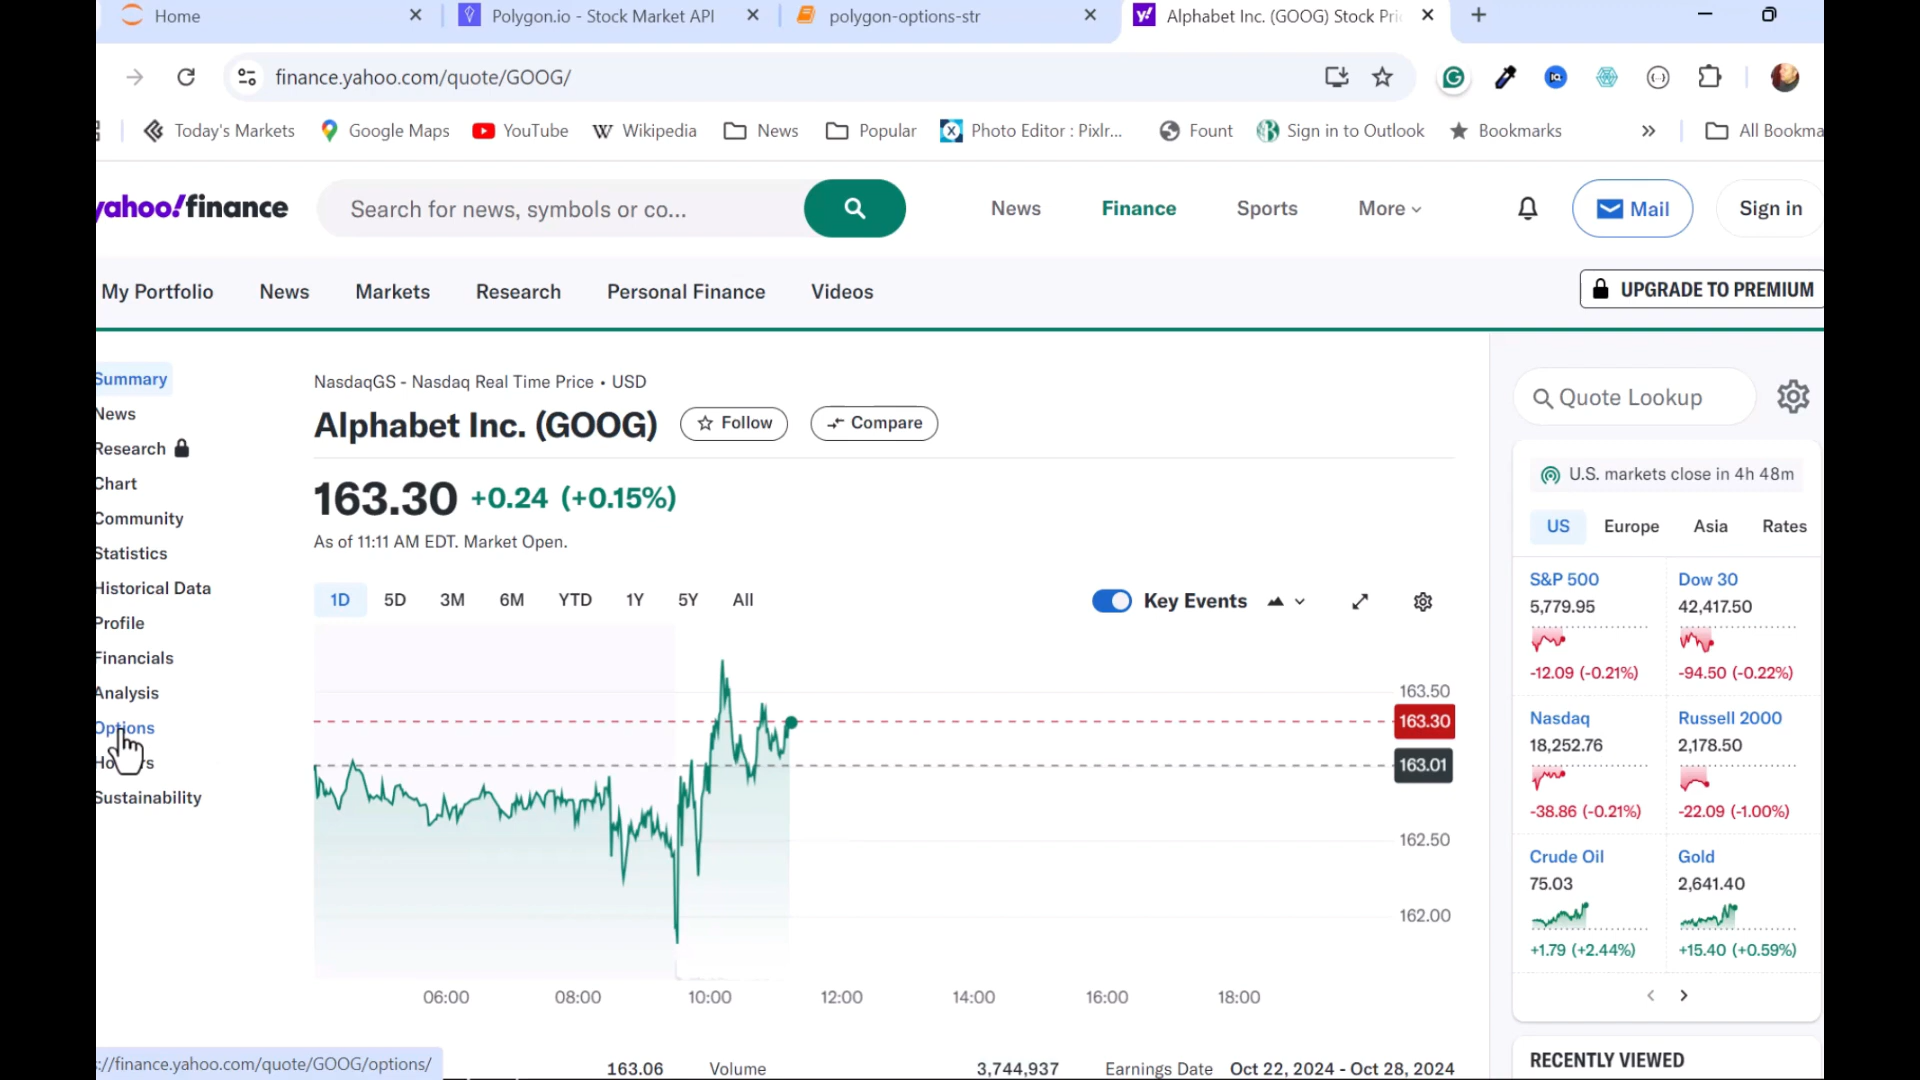 Home
Polygon.io - Stock Market API
polygon-options-str
Alphabet Inc. (GOOG) Stock Pri
finance.yahoo.com/quote/GOOG/
Today's Markets Google Maps YouTube Wikipedia News Popular Photo Editor : Pixlr... Fount Sign in to Outlook Bookmarks » All Bookma
yahoo!finance Search for news, symbols or co... News Finance Sports More Mail Sign in
My Portfolio News Markets Research Personal Finance Videos UPGRADE TO PREMIUM
Summary
News
Research
Chart
Community
Statistics
Historical Data
Profile
Financials
Analysis
Options
Sustainability
NasdaqGS - Nasdaq Real Time Price • USD
Alphabet Inc. (GOOG) Follow Compare
163.30 +0.24 (+0.15%)
As of 11:11 AM EDT. Market Open.
1D 5D 3M 6M YTD 1Y 5Y All Key Events
163.50
163.30
163.01
162.50
162.00
06:00 08:00 10:00 12:00 14:00 16:00 18:00
163.06 Volume 3,744,937 Earnings Date Oct 22, 2024 - Oct 28, 2024
Quote Lookup
U.S. markets close in 4h 48m
US Europe Asia Rates
S&P 500 Dow 30
5,779.95 42,417.50
-12.09 (-0.21%) -94.50 (-0.22%)
Nasdaq Russell 2000
18,252.76 2,178.50
-38.86 (-0.21%) -22.09 (-1.00%)
Crude Oil Gold
75.03 2,641.40
+1.79 (+2.44%) +15.40 (+0.59%)
RECENTLY VIEWED
://finance.yahoo.com/quote/GOOG/options/